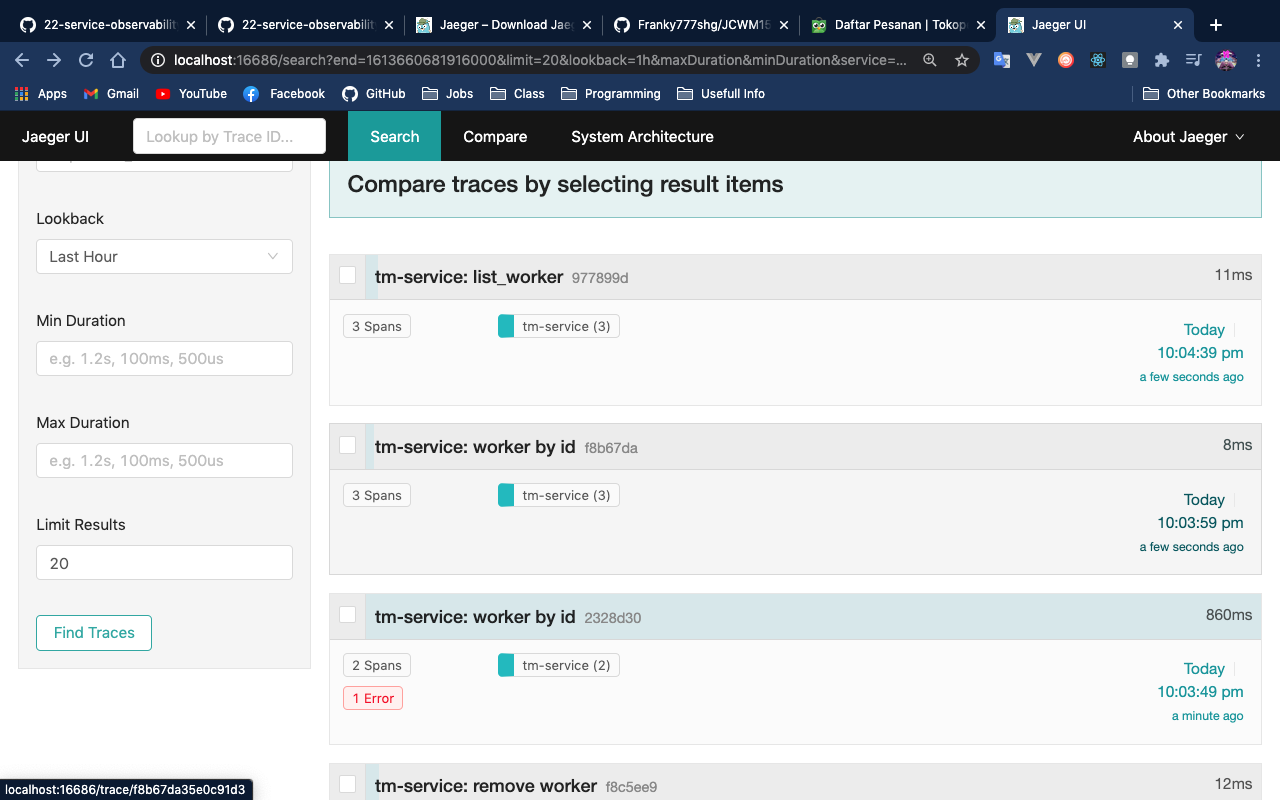 22-service-observabilit
22-service-observabilit
Jaeger – Download Jae
Franky777shg/JCWM15
Daftar Pesanan | Tokop
Jaeger UI
localhost:16686/search?end=1613660681916000&limit=20&lookback=1h&maxDuration&minDuration&service=...
Apps
Gmail
YouTube
Facebook
GitHub
Jobs
Class
Programming
Usefull Info
Other Bookmarks
Jaeger UI
Lookup by Trace ID...
Search
Compare
System Architecture
About Jaeger
Lookback
Last Hour
Min Duration
e.g. 1.2s, 100ms, 500us
Max Duration
e.g. 1.2s, 100ms, 500us
Limit Results
20
Find Traces
Compare traces by selecting result items
tm-service: list_worker 977899d
11ms
3 Spans
tm-service (3)
Today
10:04:39 pm
a few seconds ago
tm-service: worker by id f8b67da
8ms
3 Spans
tm-service (3)
Today
10:03:59 pm
a few seconds ago
tm-service: worker by id 2328d30
860ms
2 Spans
tm-service (2)
1 Error
Today
10:03:49 pm
a minute ago
tm-service: remove worker f8c5ee9
12ms
localhost:16686/trace/f8b67da35e0c91d3